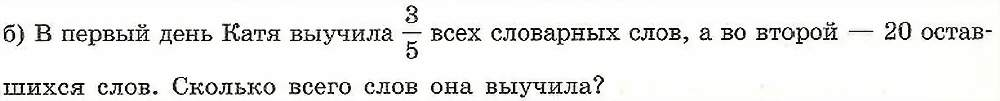 б) В первый день Катя выучила 3/5 всех словарных слов, а во второй — 20 остав-
шихся слов. Сколько всего слов она выучила?